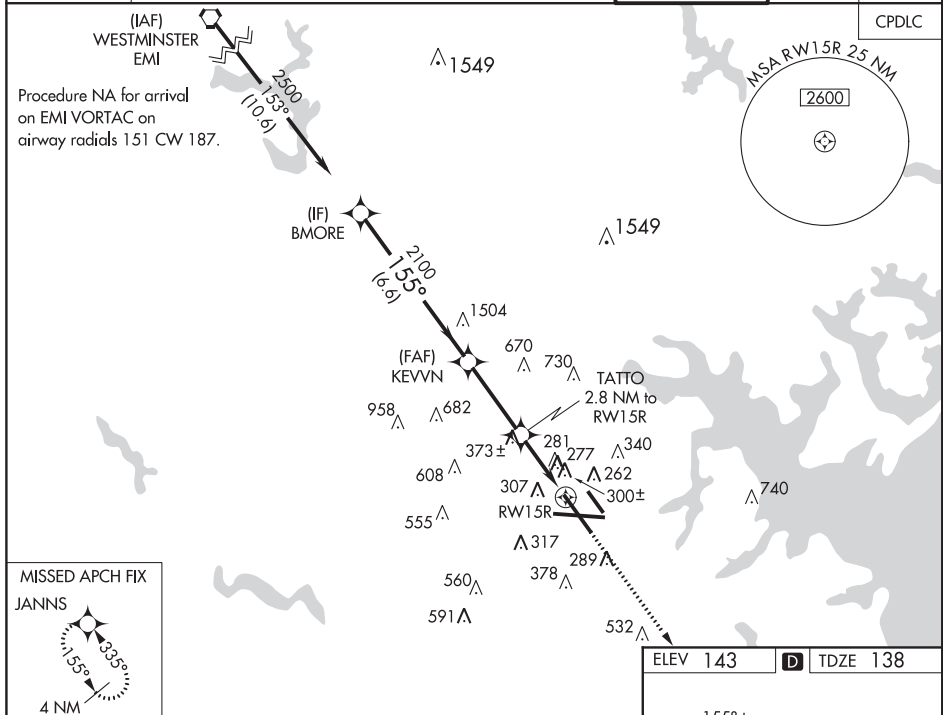 (IAF)
WESTMINSTER
EMI
Procedure NA for arrival
on EMI VORTAC on
airway radials 151 CW 187.
2500
153°
(10.6)
1549
CPDLC
MSA RW15R 25 NM
2600
(IF)
BMORE
1549
2100
155°
(6.6)
1504
(FAF)
KEVVN
670
730
TATTO
2.8 NM to
RW15R
958
682
373±
281
277
340
608
262
307
300±
740
RW15R
555
317
289
378
560
591
532
MISSED APCH FIX
JANNS
155°
335°
4 NM
ELEV 143
D
TDZE 138